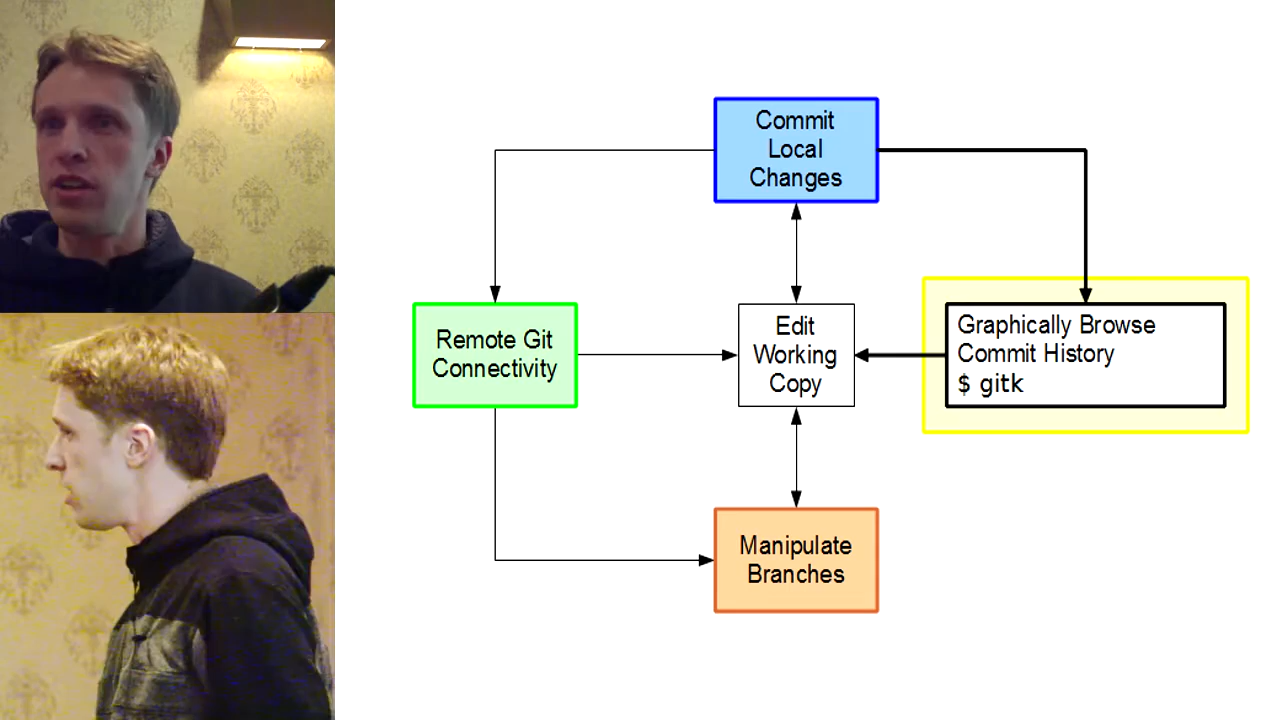 Commit
Local
Changes
Remote Git
Connectivity
Edit
Working
Copy
Graphically Browse
Commit History
$ gitk
Manipulate
Branches